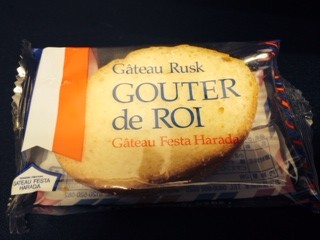 Gâteau Rusk
GOUTER
de ROI
Gâteau Festa Harada
GATEAU FESTA
HARADA